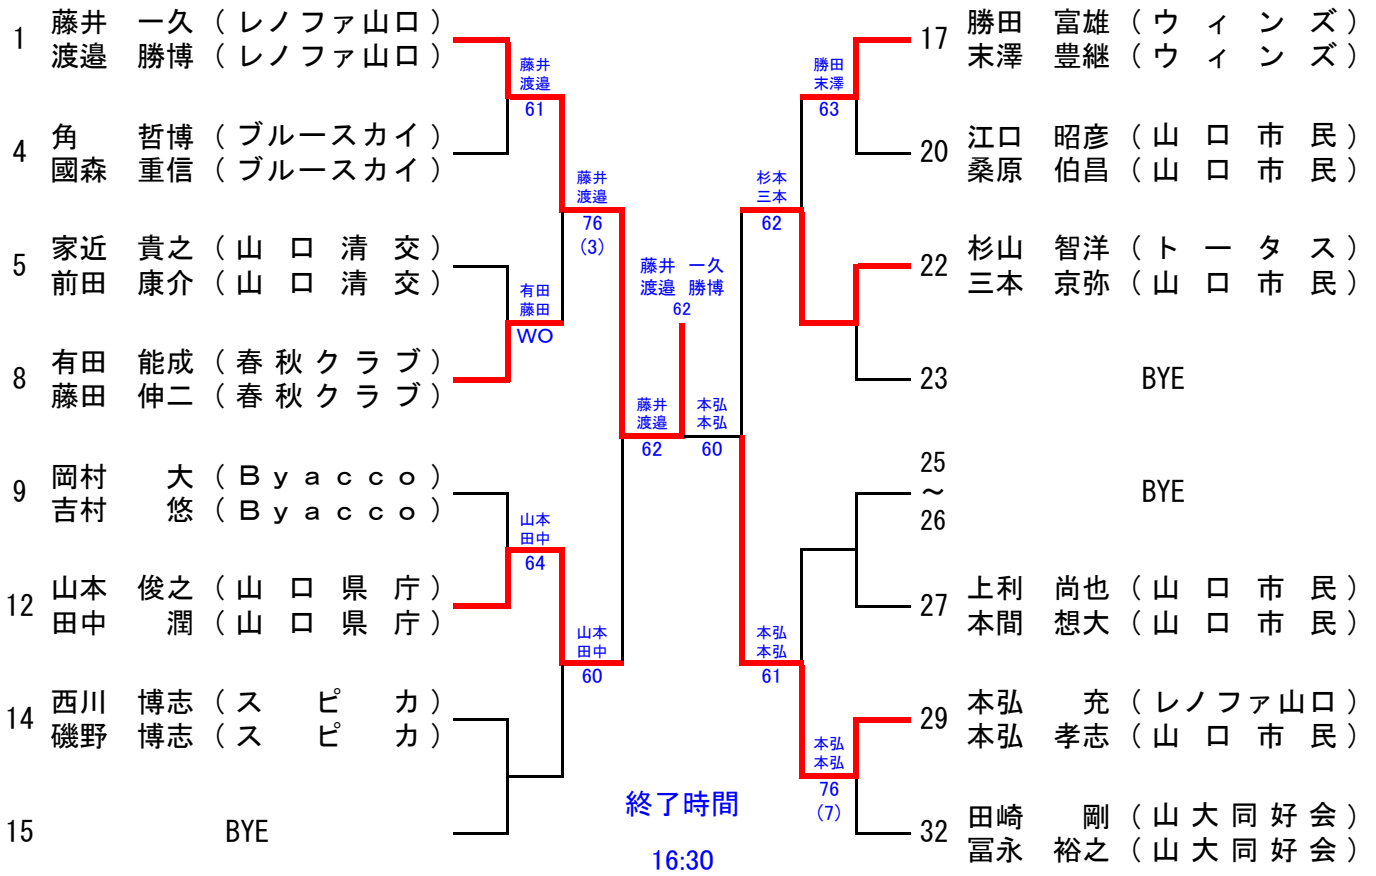 1 藤井 一久 (レノファ山口)
渡邉 勝博 (レノファ山口)
4 角 哲博 (ブルースカイ)
國森 重信 (ブルースカイ)
5 家近 貴之 (山口清交)
前田 康介 (山口清交)
8 有田 能成 (春秋クラブ)
藤田 伸二 (春秋クラブ)
9 岡村 大 (Byacco)
吉村 悠 (Byacco)
12 山本 俊之 (山口県庁)
田中 潤 (山口県庁)
14 西川 博志 (スピカ)
磯野 博志 (スピカ)
15 BYE
藤井
渡邉
61
有田
藤田
WO
山本
田中
64
藤井
渡邉
76
(3)
山本
田中
60
藤井
渡邉
62
藤井 一久
渡邉 勝博
62
本弘
本弘
60
杉本
三本
62
本弘
本弘
61
勝田
末澤
63
本弘
本弘
76
(7)
終了時間
16:30
17 勝田 富雄 (ウィンズ)
末澤 豊継 (ウィンズ)
20 江口 昭彦 (山口市民)
桑原 伯昌 (山口市民)
22 杉山 智洋 (トータス)
三本 京弥 (山口市民)
23 BYE
25
~ BYE
26
27 上利 尚也 (山口市民)
本間 想大 (山口市民)
29 本弘 充 (レノファ山口)
本弘 孝志 (山口市民)
32 田崎 剛 (山大同好会)
冨永 裕之 (山大同好会)